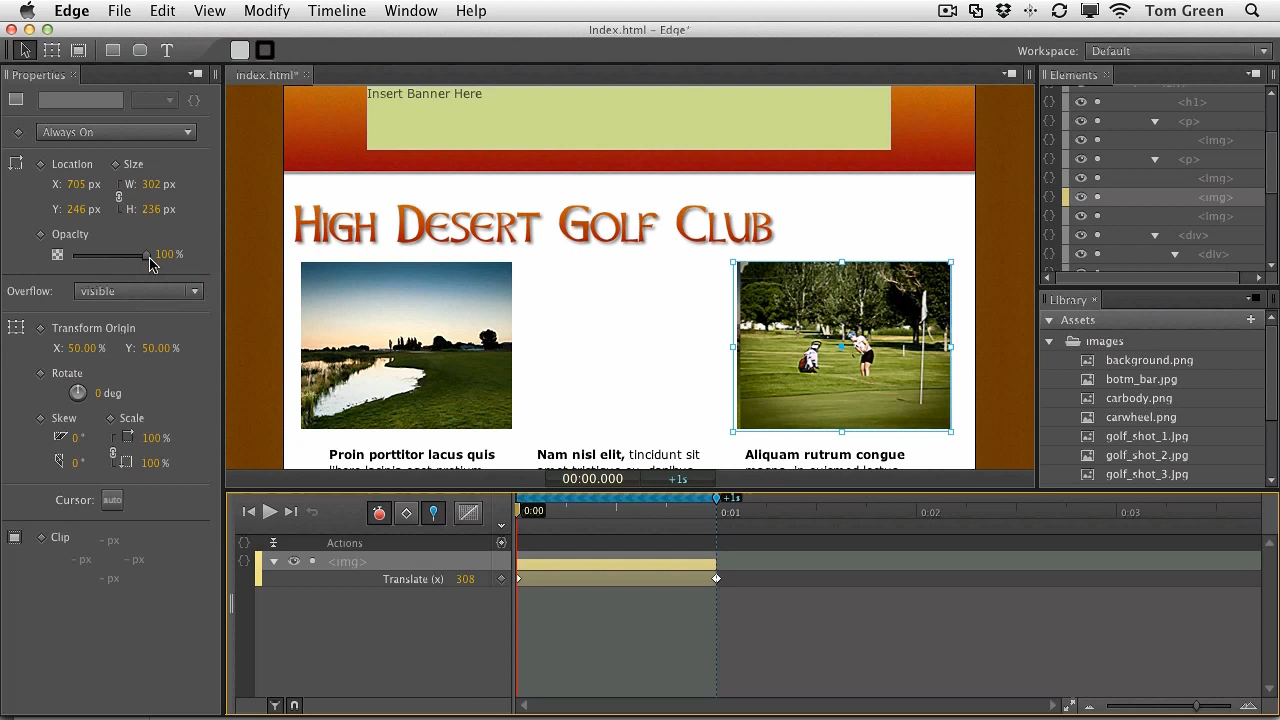 Edge File Edit View Modify Timeline Window Help Tom Green
Index.html – Edge*
Workspace: Default
Properties
index.html*
Elements
Insert Banner Here
<h1>
<p>
<img>
<p>
<img>
<img>
<img>
<div>
<div>
Always On
Location Size
X: 705 px W: 302 px
Y: 246 px H: 236 px
Opacity
100 %
Overflow: visible
Transform Origin
X: 50.00 % Y: 50.00 %
Rotate
0 deg
Skew Scale
0 ° 100 %
0 ° 100 %
Cursor: auto
Clip
- px
- px - px
- px
High Desert Golf Club
Proin porttitor lacus quis
Nam nisl elit, tincidunt sit
Aliquam rutrum congue
Library
Assets
images
background.png
botm_bar.jpg
carbody.png
carwheel.png
golf_shot_1.jpg
golf_shot_2.jpg
golf_shot_3.jpg
00:00.000 +1s
+1s
0:00 0:01 0:02 0:03
Actions
<img>
Translate (x) 308